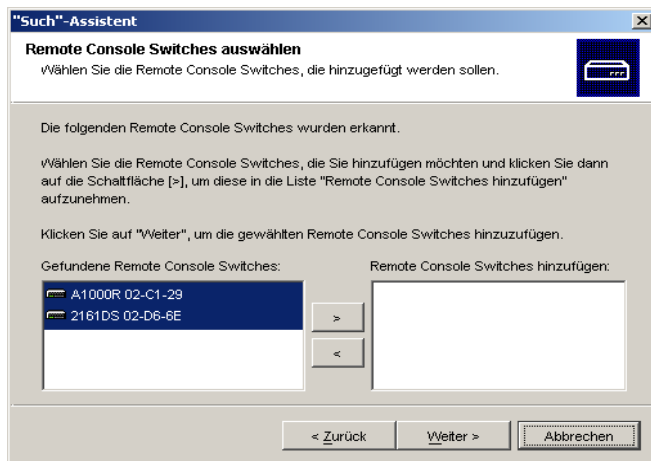 "Such"-Assistent
Remote Console Switches auswählen
Wählen Sie die Remote Console Switches, die hinzugefügt werden sollen.
Die folgenden Remote Console Switches wurden erkannt.
Wählen Sie die Remote Console Switches, die Sie hinzufügen möchten und klicken Sie dann
auf die Schaltfläche [>], um diese in die Liste "Remote Console Switches hinzufügen"
aufzunehmen.
Klicken Sie auf "Weiter", um die gewählten Remote Console Switches hinzuzufügen.
Gefundene Remote Console Switches:
Remote Console Switches hinzufügen:
A1000R 02-C1-29
2161DS 02-D6-6E
>
<
< Zurück
Weiter >
Abbrechen